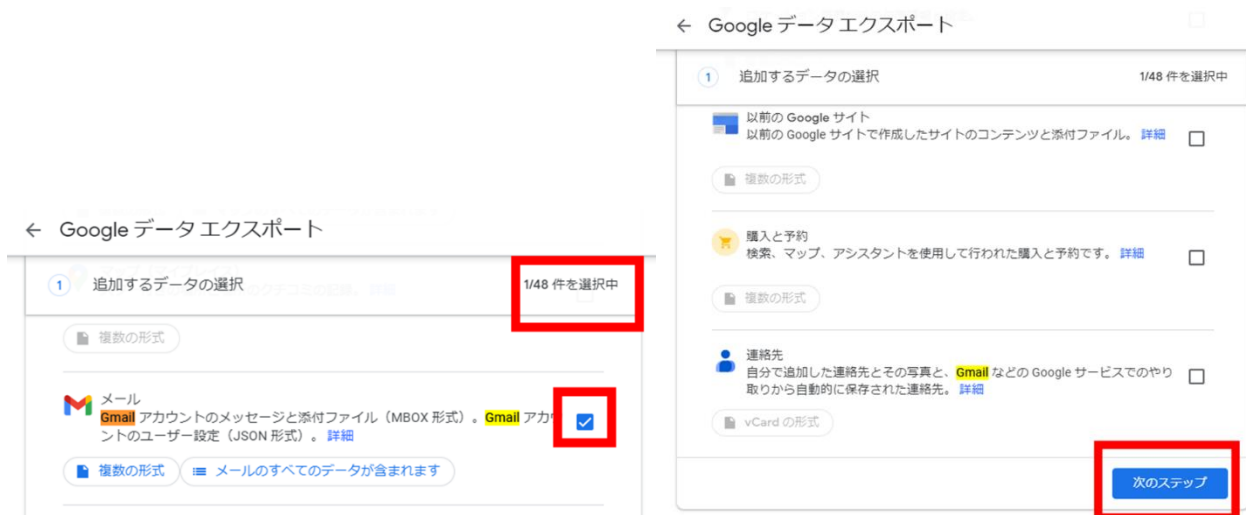 ← Google データ エクスポート
1 追加するデータの選択 1/48 件を選択中
複数の形式
メール
Gmail アカウントのメッセージと添付ファイル（MBOX 形式）。Gmail アカウ
ントのユーザー設定（JSON 形式）。詳細
複数の形式 メールのすべてのデータが含まれます
← Google データ エクスポート
1 追加するデータの選択 1/48 件を選択中
以前の Google サイト
以前の Google サイトで作成したサイトのコンテンツと添付ファイル。 詳細
複数の形式
購入と予約
検索、マップ、アシスタントを使用して行われた購入と予約です。 詳細
複数の形式
連絡先
自分で追加した連絡先とその写真と、Gmail などの Google サービスでのやり
取りから自動的に保存された連絡先。 詳細
vCard の形式
次のステップ